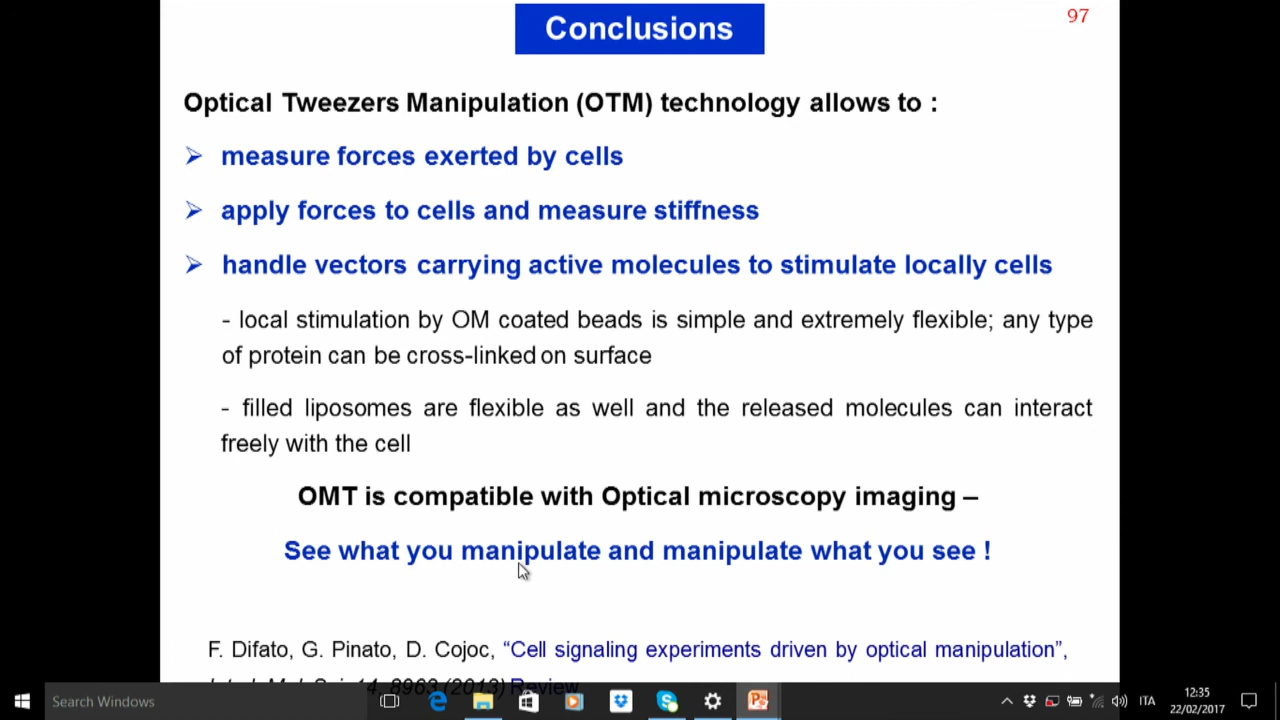 Conclusions
97
Optical Tweezers Manipulation (OTM) technology allows to :
➢ measure forces exerted by cells
➢ apply forces to cells and measure stiffness
➢ handle vectors carrying active molecules to stimulate locally cells
- local stimulation by OM coated beads is simple and extremely flexible; any type
of protein can be cross-linked on surface
- filled liposomes are flexible as well and the released molecules can interact
freely with the cell
OMT is compatible with Optical microscopy imaging –
See what you manipulate and manipulate what you see !
F. Difato, G. Pinato, D. Cojoc, “Cell signaling experiments driven by optical manipulation”,
14, 8963 (2013) Review
Search Windows
ITA
12:35
22/02/2017